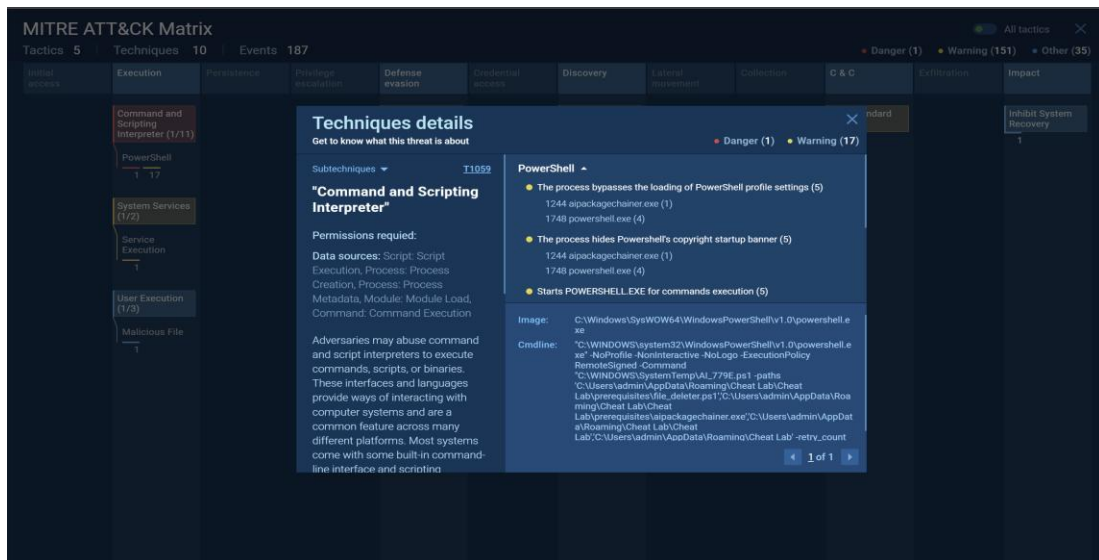 MITRE ATT&CK Matrix
All tactics
Tactics 5 Techniques 10 Events 187
Danger (1) Warning (151) Other (35)
Initial access
Execution
Persistence
Privilege escalation
Defense evasion
Credential access
Discovery
Lateral movement
Collection
C & C
Exfiltration
Impact
Command and
Scripting
Interpreter (1/11)
PowerShell
1 17
System Services
(1/2)
Service
Execution
1
User Execution
(1/3)
Malicious File
1
ndard
Inhibit System
Recovery
1
Techniques details
Get to know what this threat is about
Danger (1) Warning (17)
Subtechniques
T1059
"Command and Scripting
Interpreter"
Permissions requied:
Data sources: Script: Script
Execution, Process: Process
Creation, Process: Process
Metadata, Module: Module Load,
Command: Command Execution
Adversaries may abuse command
and script interpreters to execute
commands, scripts, or binaries.
These interfaces and languages
provide ways of interacting with
computer systems and are a
common feature across many
different platforms. Most systems
come with some built-in command-
line interface and scripting
PowerShell
The process bypasses the loading of PowerShell profile settings (5)
1244 aipackagechainer.exe (1)
1748 powershell.exe (4)
The process hides Powershell's copyright startup banner (5)
1244 aipackagechainer.exe (1)
1748 powershell.exe (4)
Starts POWERSHELL.EXE for commands execution (5)
Image: C:\Windows\SysWOW64\WindowsPowerShell\v1.0\powershell.e
xe
Cmdline: "C:\WINDOWS\system32\WindowsPowerShell\v1.0\powershell.e
xe" -NoProfile -NonInteractive -NoLogo -ExecutionPolicy
RemoteSigned -Command
"C:\WINDOWS\SystemTemp\AI_779E.ps1 -paths
'C:\Users\admin\AppData\Roaming\Cheat Lab\Cheat
Lab\prerequisites\file_deleter.ps1','C:\Users\admin\AppData\Roa
ming\Cheat Lab\Cheat
Lab\prerequisites\aipackagechainer.exe','C:\Users\admin\AppDat
a\Roaming\Cheat Lab\Cheat
Lab','C:\Users\admin\AppData\Roaming\Cheat Lab' -retry_count
1 of 1